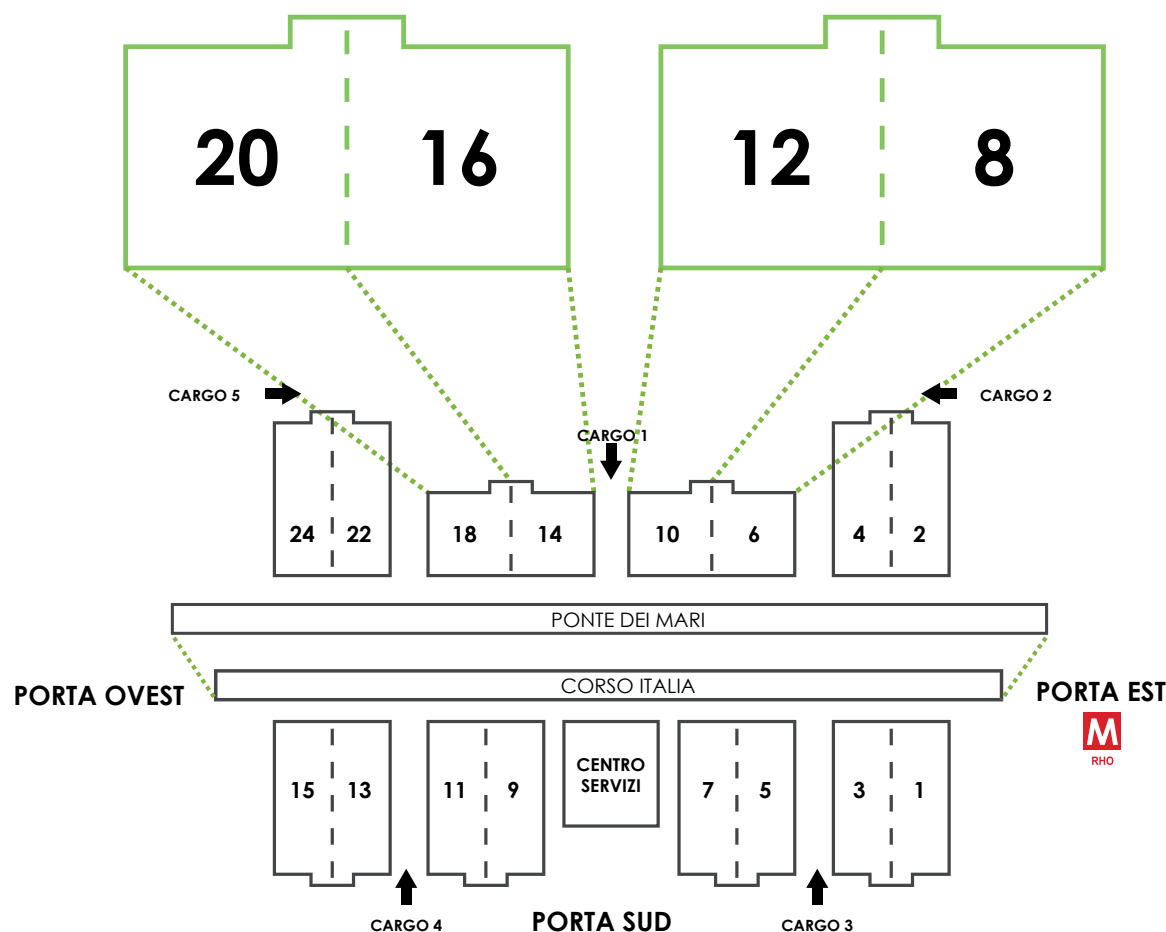 20 16 12 8
CARGO 5
CARGO 2
CARGO 1
24 22 18 14 10 6 4 2
PONTE DEI MARI
CORSO ITALIA
PORTA OVEST
PORTA EST
M
RHO
15 13 11 9
CENTRO
SERVIZI
7 5 3 1
CARGO 4
PORTA SUD
CARGO 3